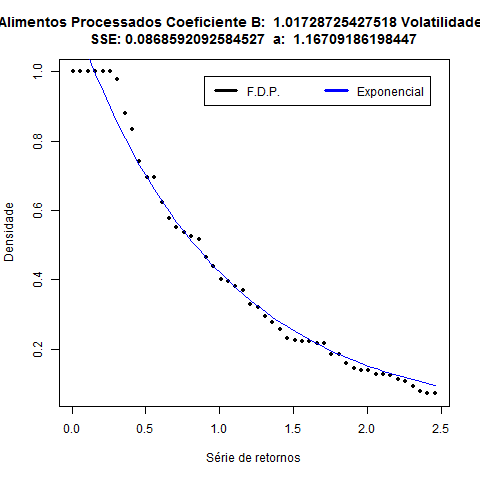 Alimentos Processados Coeficiente B: 1.01728725427518 Volatilidade
SSE: 0.0868592092584527 a: 1.16709186198447
F.D.P. Exponencial
1.0
0.8
0.6
0.4
0.2
Densidade
0.0 0.5 1.0 1.5 2.0 2.5
Série de retornos